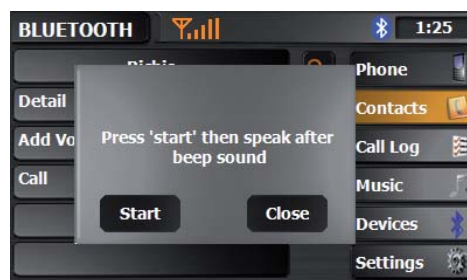 BLUETOOTH 1:25
Phone
Detail
Contacts
Add Vo
Press 'start' then speak after
beep sound
Call Log
Call
Music
Start Close
Devices
Settings